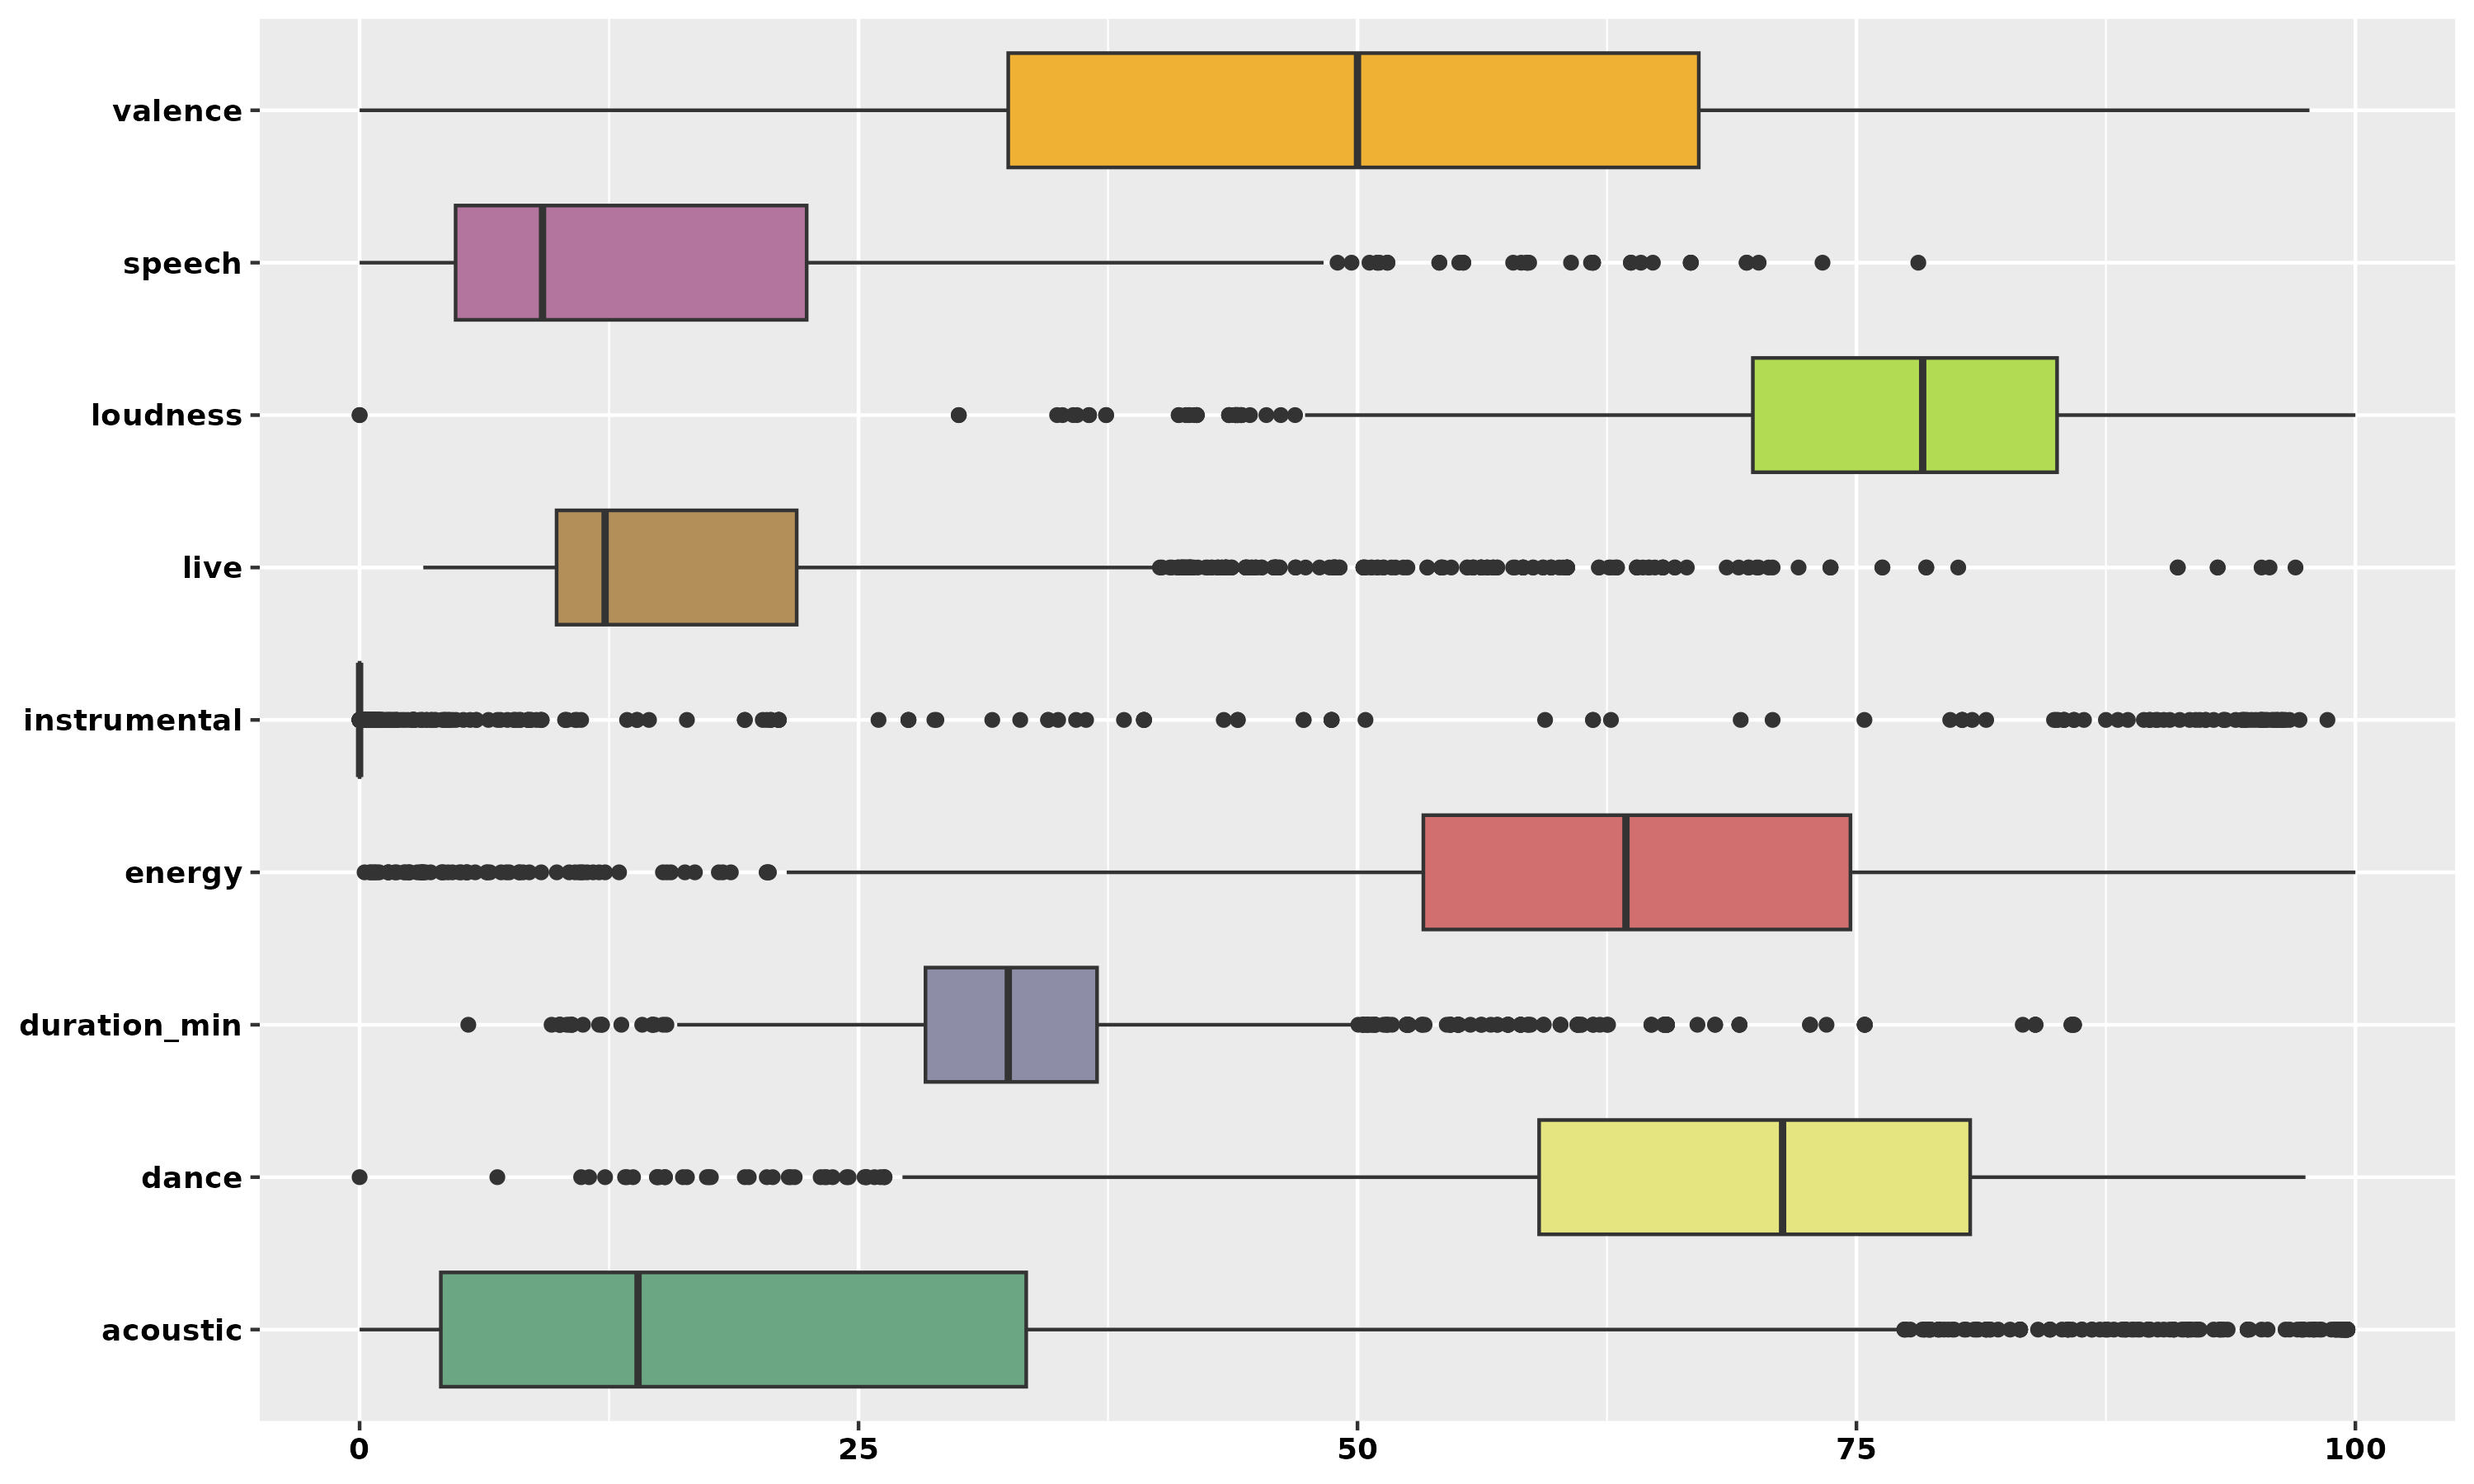 valence
speech
loudness
live
instrumental
energy
duration_min
dance
acoustic
0 25 50 75 100